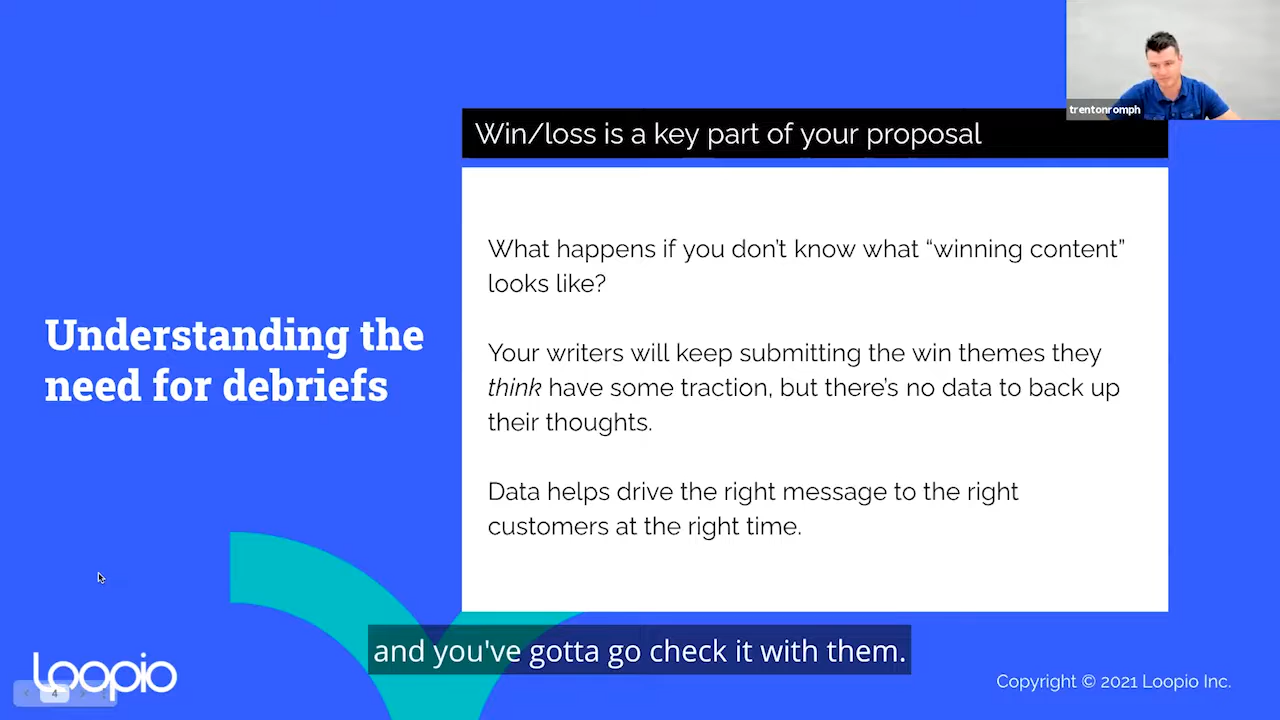 trentonromph
Win/loss is a key part of your proposal
What happens if you don't know what “winning content”
looks like?
Your writers will keep submitting the win themes they
think have some traction, but there's no data to back up
their thoughts.
Data helps drive the right message to the right
customers at the right time.
Understanding the
need for debriefs
and you've gotta go check it with them.
Loopio
4
Copyright © 2021 Loopio Inc.